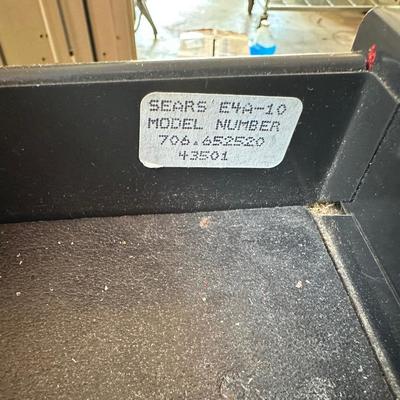 SEARS E4A-10
MODEL NUMBER
706.652520
43501